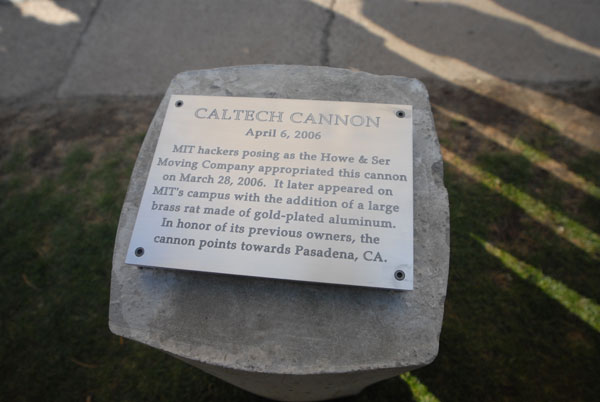 CALTECH CANNON
April 6, 2006
MIT hackers posing as the Howe & Ser
Moving Company appropriated this cannon
on March 28, 2006. It later appeared on
MIT's campus with the addition of a large
brass rat made of gold-plated aluminum.
In honor of its previous owners, the
cannon points towards Pasadena, CA.